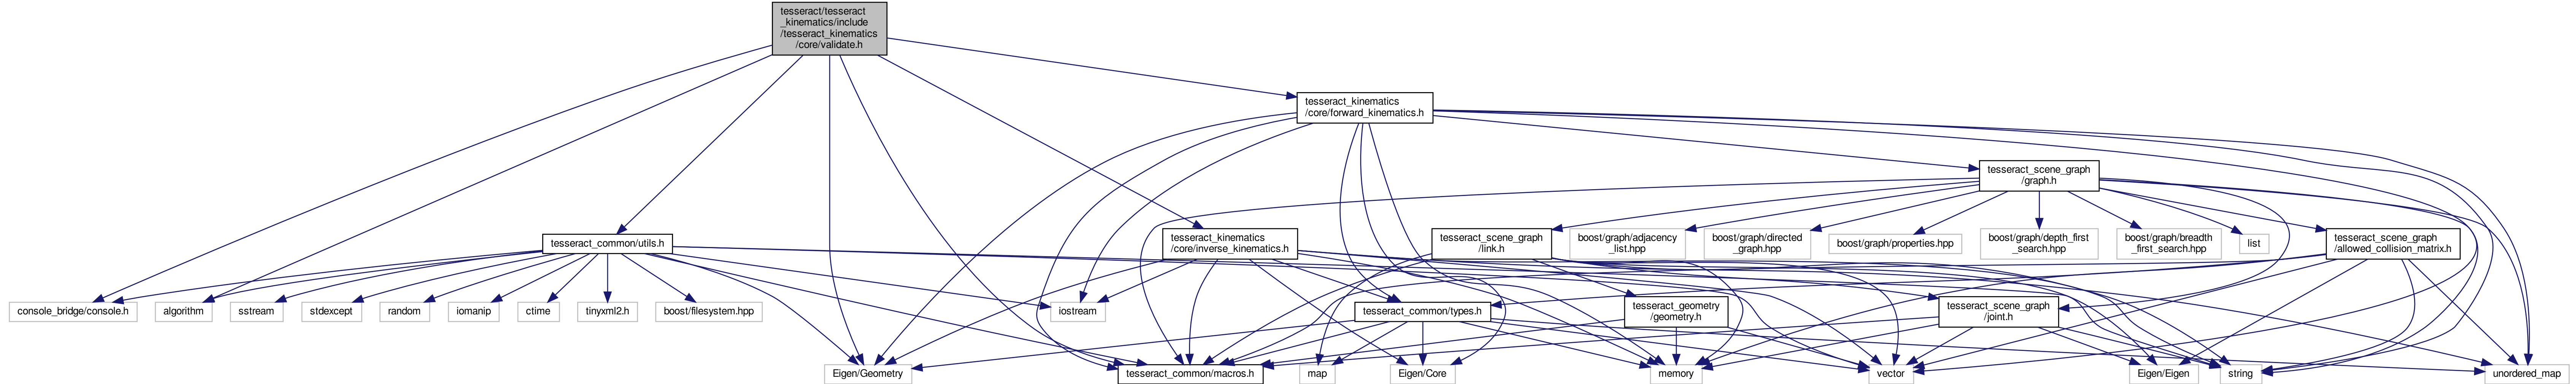 tesseract/tesseract
_kinematics/include
/tesseract_kinematics
/core/validate.h
tesseract_kinematics
/core/forward_kinematics.h
tesseract_scene_graph
/graph.h
tesseract_common/utils.h
tesseract_kinematics
/core/inverse_kinematics.h
tesseract_scene_graph
/link.h
boost/graph/adjacency
_list.hpp
boost/graph/directed
_graph.hpp
boost/graph/properties.hpp
boost/graph/depth_first
_search.hpp
boost/graph/breadth
_first_search.hpp
list
tesseract_scene_graph
/allowed_collision_matrix.h
console_bridge/console.h
algorithm
sstream
stdexcept
random
iomanip
ctime
tinyxml2.h
boost/filesystem.hpp
iostream
tesseract_common/types.h
tesseract_geometry
/geometry.h
tesseract_scene_graph
/joint.h
Eigen/Geometry
tesseract_common/macros.h
map
Eigen/Core
memory
vector
Eigen/Eigen
string
unordered_map